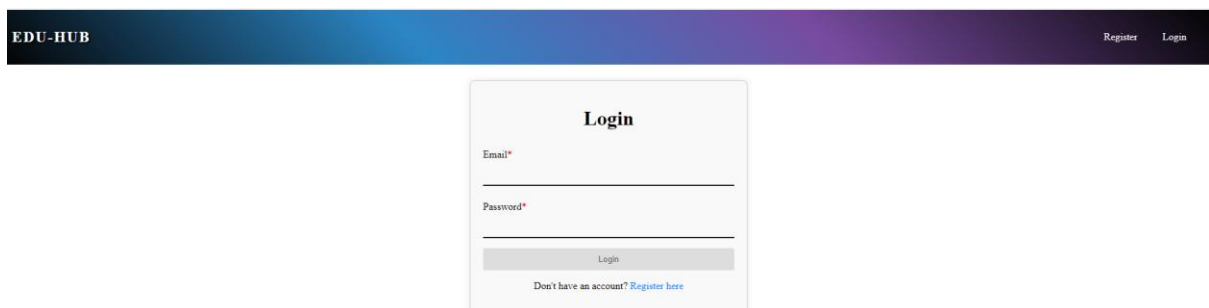 EDU-HUB
Register Login
Login
Email*
Password*
Login
Don't have an account? Register here